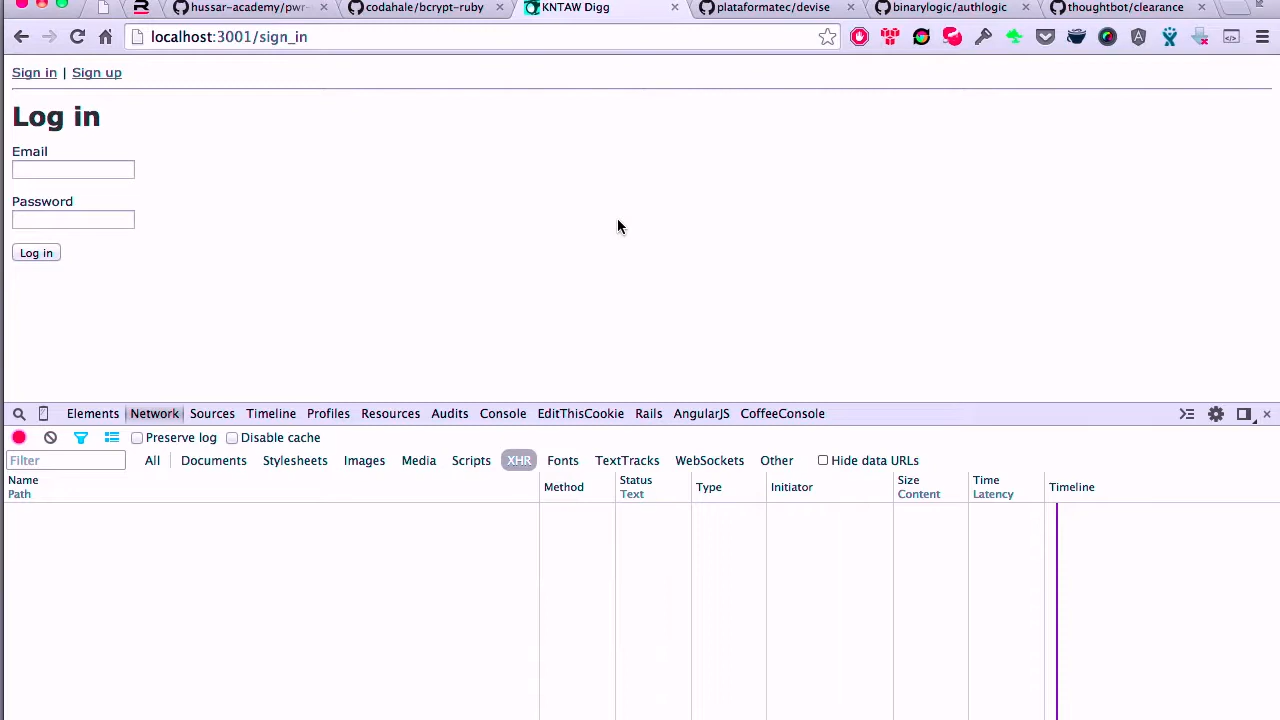 hussar-academy/pwr- codahale/bcrypt-ruby KNTAW Digg plataformatec/devise binarylogic/authlogic thoughtbot/clearance
localhost:3001/sign_in
Sign in | Sign up
Log in
Email
Password
Log in
Elements Network Sources Timeline Profiles Resources Audits Console EditThisCookie Rails AngularJS CoffeeConsole
Preserve log Disable cache
Filter All Documents Stylesheets Images Media Scripts XHR Fonts TextTracks WebSockets Other Hide data URLs
Name Method Status Type Initiator Size Time Timeline
Path Text Content Latency